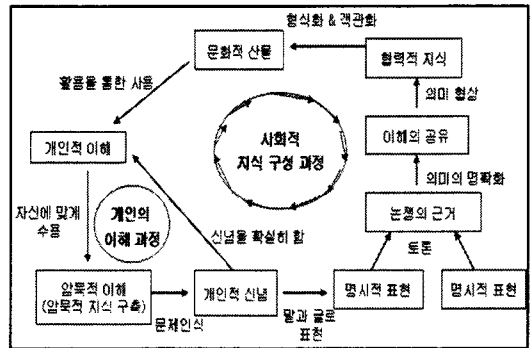 형식화 & 객관화
문화적 산물
협력적 지식
활용을 통한 사용
의미 협상
사회적
지식 구성 과정
개인적 이해
이해의 공유
의미의 명확화
자신에 맞게
수용
개인의
이해 과정
신념을 확실히 함
논쟁의 근거
토론
암묵적 이해
(암묵적 지식 구축)
개인적 신념
명시적 표현
명시적 표현
문제인식
말과 글로
표현